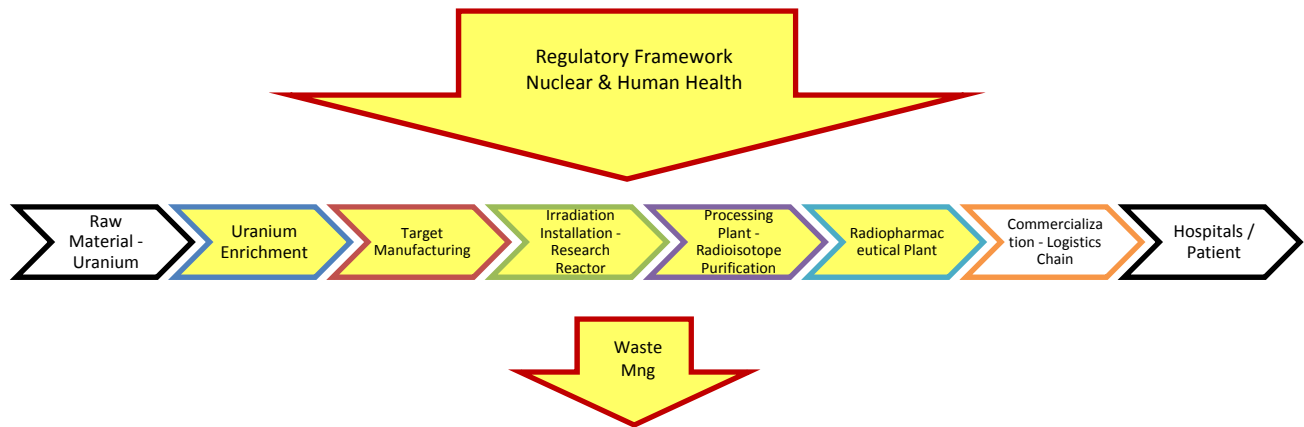 Regulatory Framework
Nuclear & Human Health
Raw
Material -
Uranium
Uranium
Enrichment
Target
Manufacturing
Irradiation
Installation -
Research
Reactor
Processing
Plant -
Radioisotope
Purification
Radiopharmac
eutical Plant
Commercializa
tion - Logistics
Chain
Hospitals /
Patient
Waste
Mng